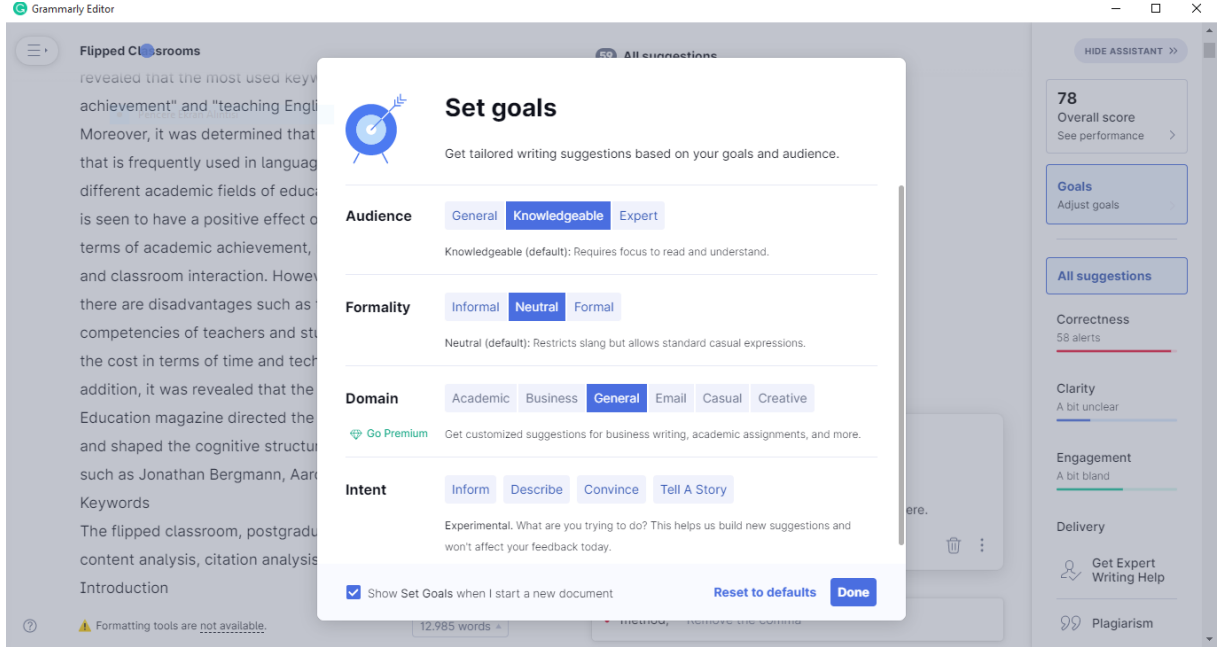 Grammarly Editor
Flipped Classrooms
59 All suggestions
HIDE ASSISTANT
revealed that the most used keyw
achievement" and "teaching Engli
Moreover, it was determined that
that is frequently used in languag
different academic fields of educa
is seen to have a positive effect o
terms of academic achievement,
and classroom interaction. Howev
there are disadvantages such as
competencies of teachers and stu
the cost in terms of time and tech
addition, it was revealed that the
Education magazine directed the
and shaped the cognitive structur
such as Jonathan Bergmann, Aar
Keywords
The flipped classroom, postgradu
content analysis, citation analysis
Introduction
Formatting tools are not available.
12.985 words
Set goals
Get tailored writing suggestions based on your goals and audience.
Audience
General Knowledgeable Expert
Knowledgeable (default): Requires focus to read and understand.
Formality
Informal Neutral Formal
Neutral (default): Restricts slang but allows standard casual expressions.
Domain
Academic Business General Email Casual Creative
Go Premium
Get customized suggestions for business writing, academic assignments, and more.
Intent
Inform Describe Convince Tell A Story
Experimental. What are you trying to do? This helps us build new suggestions and
won't affect your feedback today.
Show Set Goals when I start a new document
Reset to defaults Done
ere.
method, Remove the comma
78
Overall score
See performance
Goals
Adjust goals
All suggestions
Correctness
58 alerts
Clarity
A bit unclear
Engagement
A bit bland
Delivery
Get Expert
Writing Help
Plagiarism